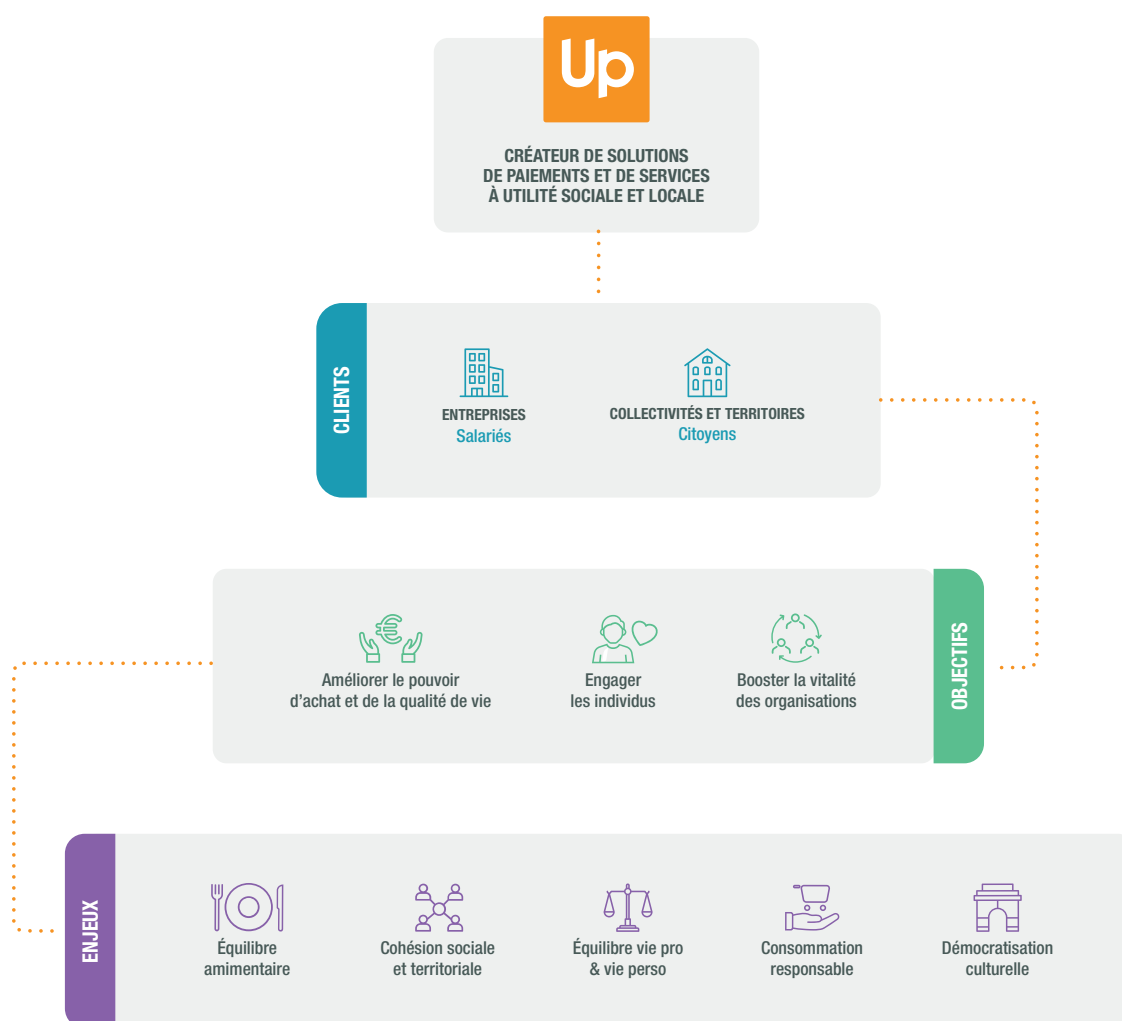 Up
CRÉATEUR DE SOLUTIONS
DE PAIEMENTS ET DE SERVICES
À UTILITÉ SOCIALE ET LOCALE
CLIENTS
ENTREPRISES
Salariés
COLLECTIVITÉS ET TERRITOIRES
Citoyens
OBJECTIFS
Améliorer le pouvoir
d'achat et de la qualité de vie
Engager
les individus
Booster la vitalité
des organisations
ENJEUX
Équilibre
amimentaire
Cohésion sociale
et territoriale
Équilibre vie pro
& vie perso
Consommation
responsable
Démocratisation
culturelle